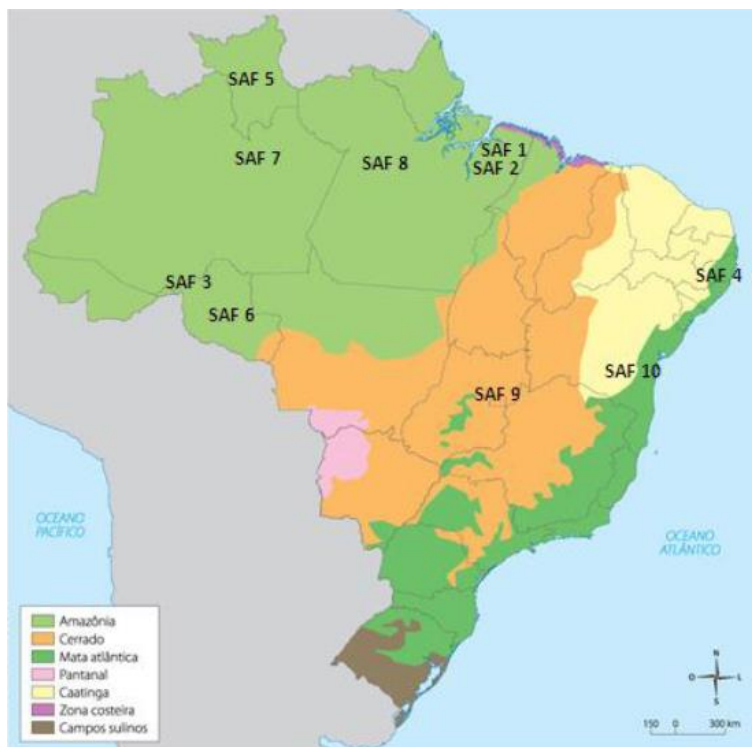 SAF 5
SAF 1
SAF 7
SAF 8
SAF 2
SAF 3
SAF 4
SAF 6
SAF 10
SAF 9
OCEANO
PACÍFICO
OCEANO
ATLÂNTICO
Amazônia
Cerrado
Mata atlântica
Pantanal
Caatinga
Zona costeira
Campos sulinos
N
O
L
S
150 0 300 km